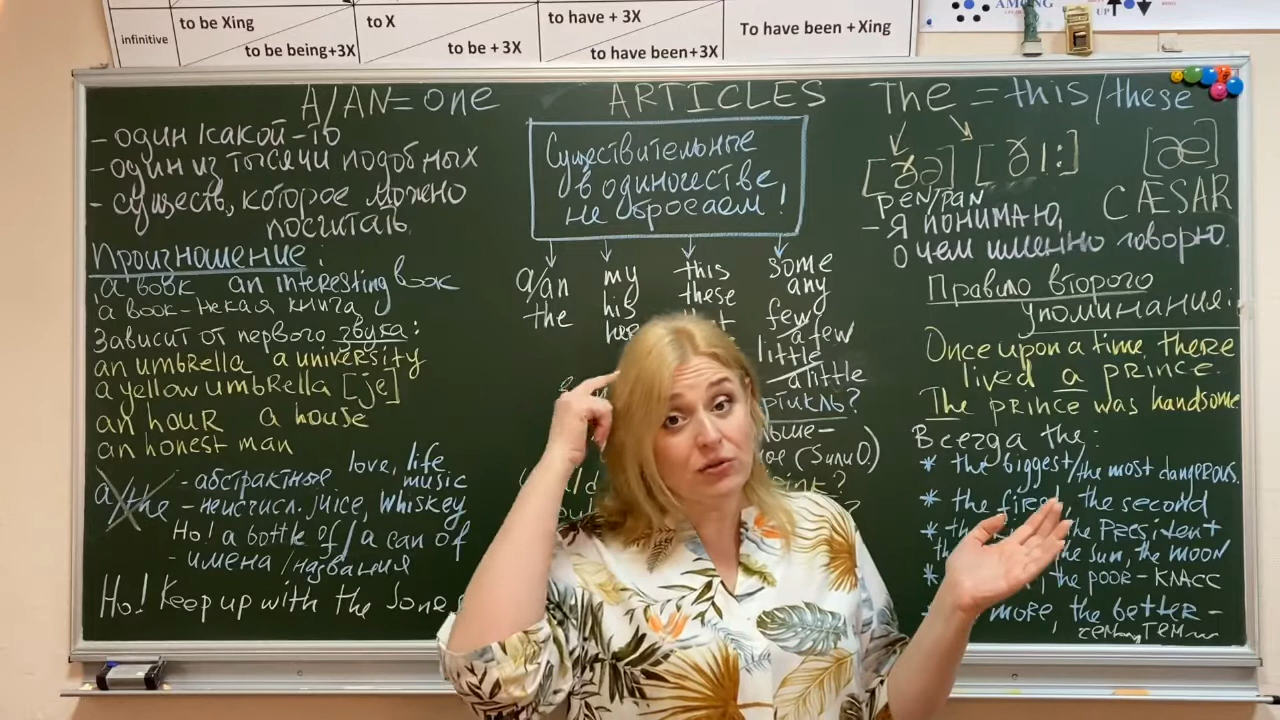 infinitive
to be Xing
to be being+3X
to X
to be + 3X
to have + 3X
to have been+3X
To have been +Xing
AMONG
UP
A/AN = one
- один/какой-то
- один из тысячи подобных
- существ, которое можно
посчитать
Произношение:
a book an interesting book
a book-некая книга
Зависит от первого звука:
an umbrella a university
a yellow umbrella [je]
an hour a house
an honest man
a/the
- абстрактные love, life
music
- неисчисл. juice, whiskey
Но! a bottle of/a can of
- имена/названия
Но! Keep up with the
ARTICLES
Существительные
в одиночестве
не бросаем!
a/an
the
my
his
her
this
these
some
any
few
a few
little
a little
The = this/these
[ðə] [ðı:] [æ]
pen/pan
CÆSAR
- Я понимаю,
о чем именно говорю.
Правило второго
упоминания:
Once upon a time there
lived a prince.
The prince was handsome.
Всегда the:
* the biggest/the most dangerous.
* the first, the second
* the President
the sun, the moon
* the poor - класс
more, the better -